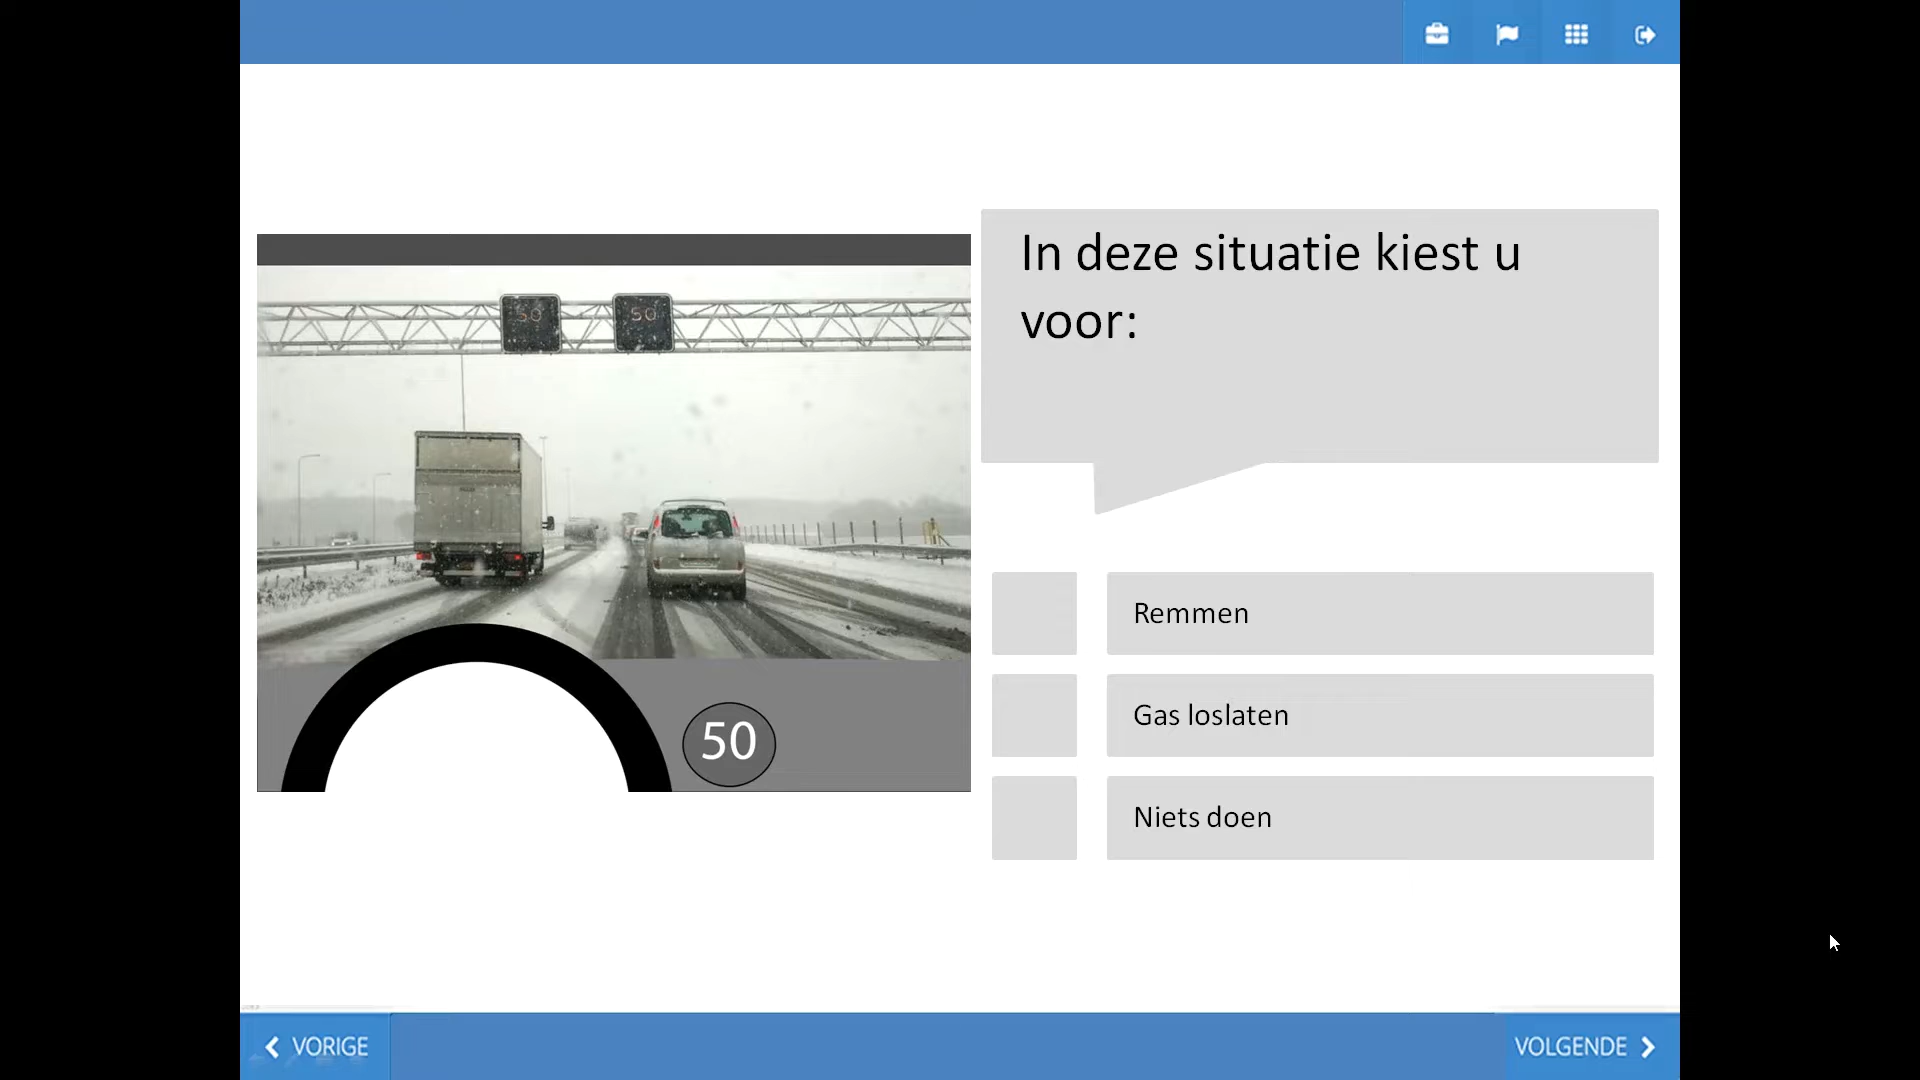 In deze situatie kiest u
voor:
50
50
50
Remmen
Gas loslaten
Niets doen
VORIGE
VOLGENDE